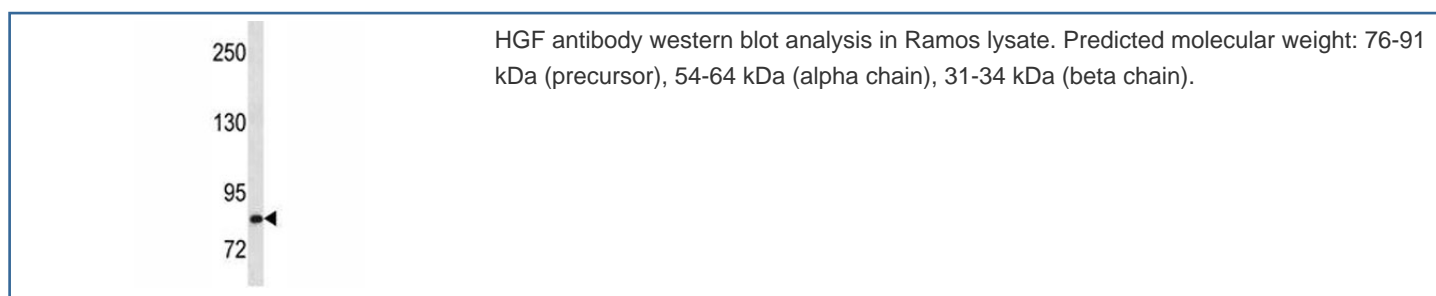 250
130
95
72
HGF antibody western blot analysis in Ramos lysate. Predicted molecular weight: 76-91
kDa (precursor), 54-64 kDa (alpha chain), 31-34 kDa (beta chain).